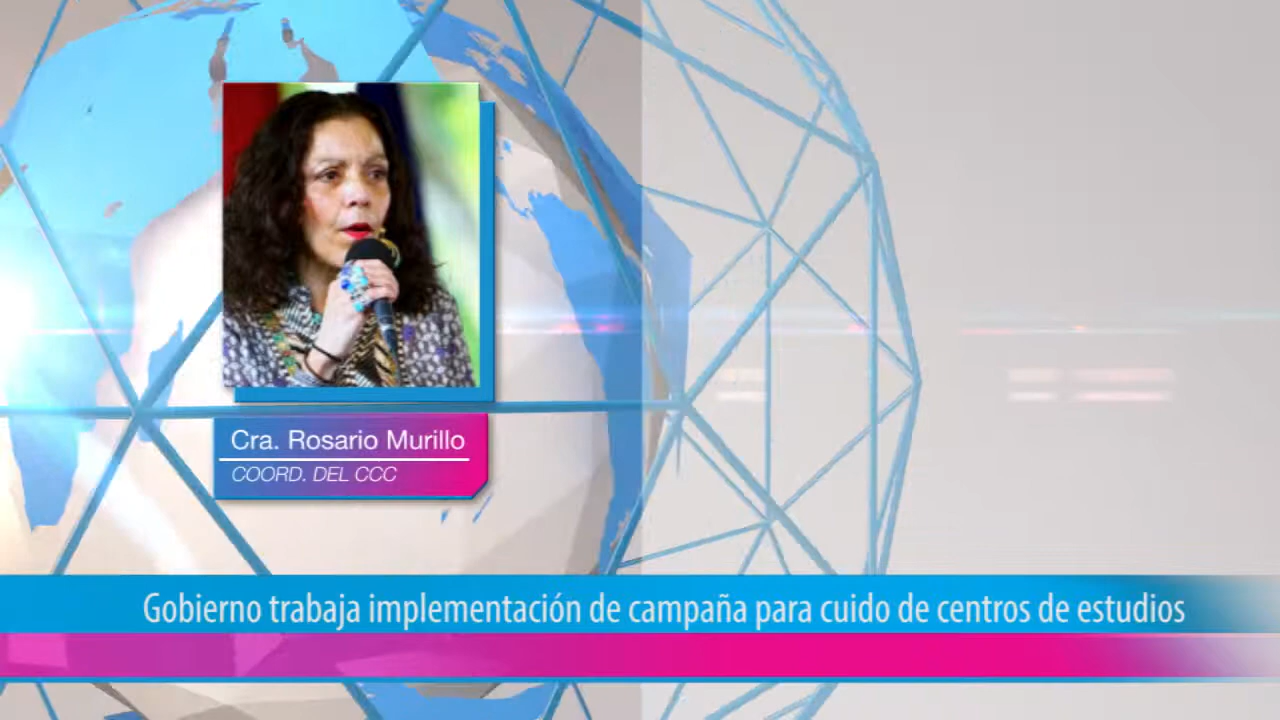 Cra. Rosario Murillo
COORD. DEL CCC
Gobierno trabaja implementación de campaña para cuido de centros de estudios